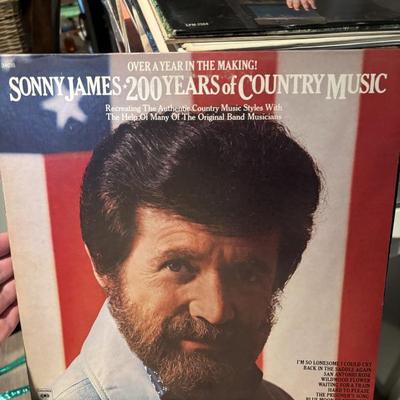 OVER A YEAR IN THE MAKING!
SONNY JAMES • 200 YEARS of COUNTRY MUSIC
Recreating The Authentic Country Music Styles With
The Help Of Many Of The Original Band Musicians
I'M SO LONESOME I COULD CRY
BACK IN THE SADDLE AGAIN
SAN ANTONIO ROSE
WILDWOOD FLOWER
WAITING FOR A TRAIN
HARD TO PLEASE
THE PRISONER'S SONG